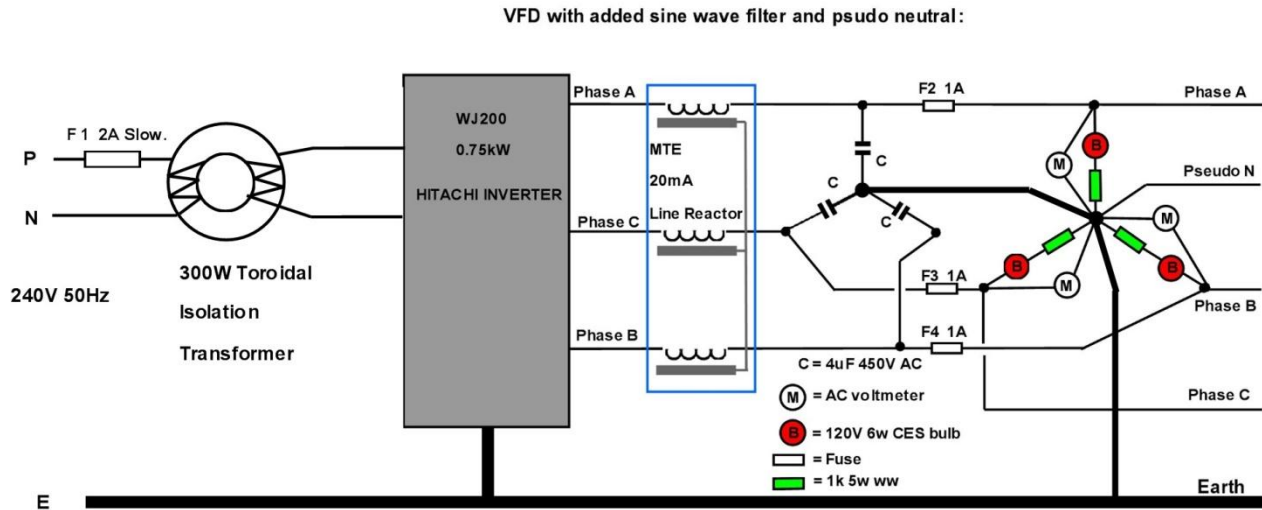 VFD with added sine wave filter and psudo neutral:
Phase A
F2 1A
Phase A
F 1 2A Slow.
WJ200
0.75kW
HITACHI INVERTER
MTE
20mA
Line Reactor
C
C
C
B
M
P
N
Pseudo N
M
Phase C
B
B
M
300W Toroidal
Isolation
Transformer
240V 50Hz
F3 1A
Phase B
Phase B
F4 1A
C = 4uF 450V AC
M = AC voltmeter
Phase C
B = 120V 6w CES bulb
= Fuse
= 1k 5w ww
E
Earth